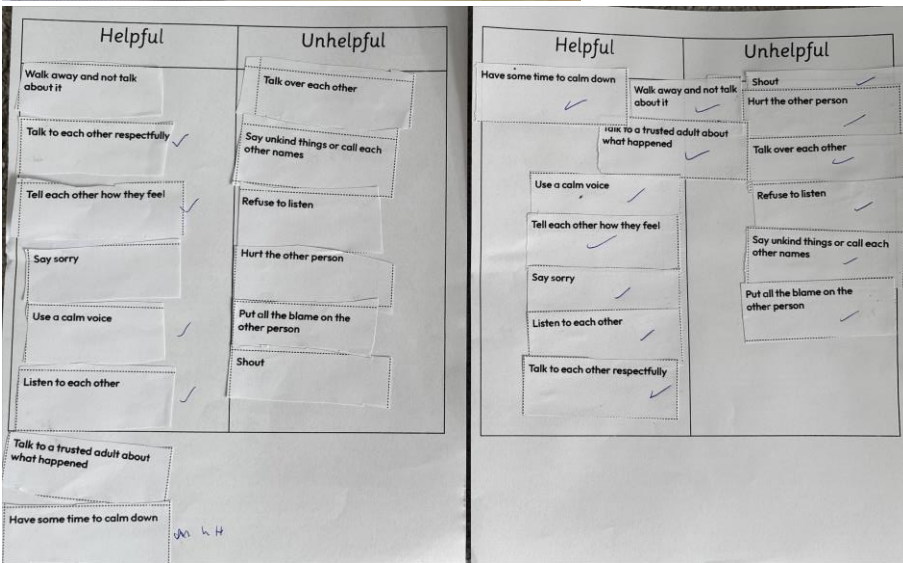 Helpful
Unhelpful
Walk away and not talk
about it
Talk to each other respectfully
Tell each other how they feel
Say sorry
Use a calm voice
Listen to each other
Talk to a trusted adult about
what happened
Have some time to calm down
Talk over each other
Say unkind things or call each
other names
Refuse to listen
Hurt the other person
Put all the blame on the
other person
Shout
Helpful
Unhelpful
Have some time to calm down
Walk away and not talk
about it
Talk to a trusted adult about
what happened
Use a calm voice
Tell each other how they feel
Say sorry
Listen to each other
Talk to each other respectfully
Shout
Hurt the other person
Talk over each other
Refuse to listen
Say unkind things or call each
other names
Put all the blame on the
other person